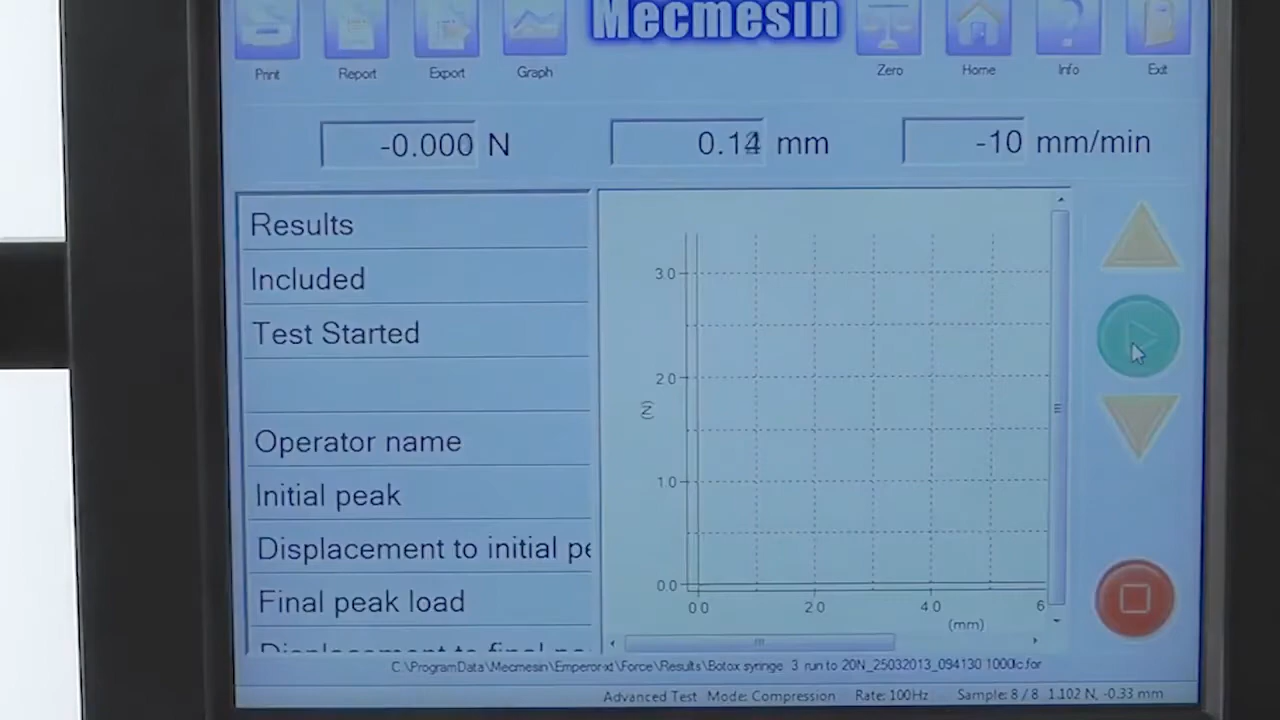 Mecmesin
Print Report Export Graph Zero Home Info Exit
-0.000 N mm -10 mm/min
Results
Included
Test Started
Operator name
Initial peak
Displacement to initial pe
Final peak load
3.0
2.0
(N)
1.0
0.0
0.0 2.0 4.0 6
(mm)
C:\ProgramData\Mecmesin\Emperor-xt\Force\Results\Botox syringe 3 run to 20N_25032013_094130 1000lc.for
Advanced Test Mode: Compression Rate: 100Hz Sample: 8 / 8 1.102 N, -0.33 mm